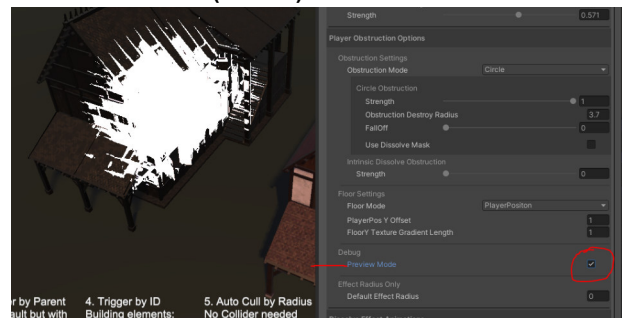 Strength 0.571
Player Obstruction Options
Obstruction Settings
Obstruction Mode Circle
Circle Obstruction
Strength 1
Obstruction Destroy Radius 3.7
FallOff 0
Use Dissolve Mask
Intrinsic Dissolve Obstruction
Strength 0
Floor Settings
Floor Mode PlayerPositon
PlayerPos Y Offset 1
FloorY Texture Gradient Length 1
Debug
Preview Mode
Effect Radius Only
Default Effect Radius 0
r by Parent
ault but with
4. Trigger by ID
Building elements:
5. Auto Cull by Radius
No Collider needed